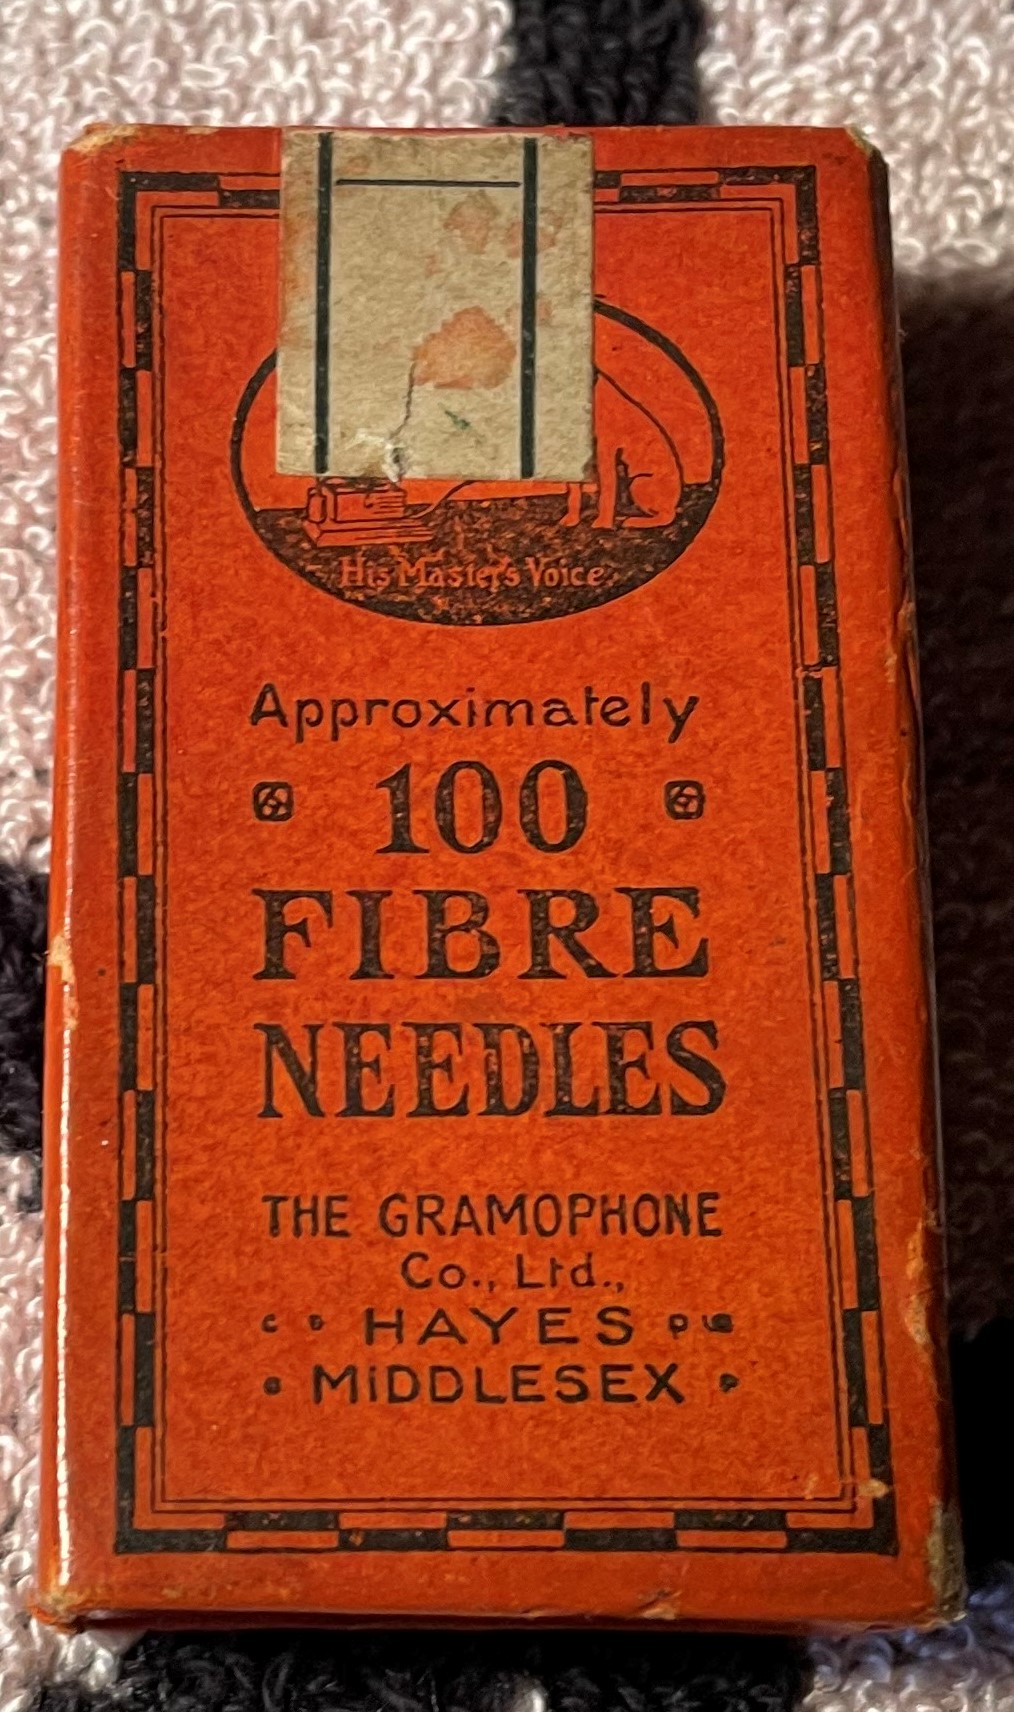 His Master's Voice
Approximately
100
FIBRE
NEEDLES
THE GRAMOPHONE
Co., Ltd.,
HAYES
MiDDLESEX